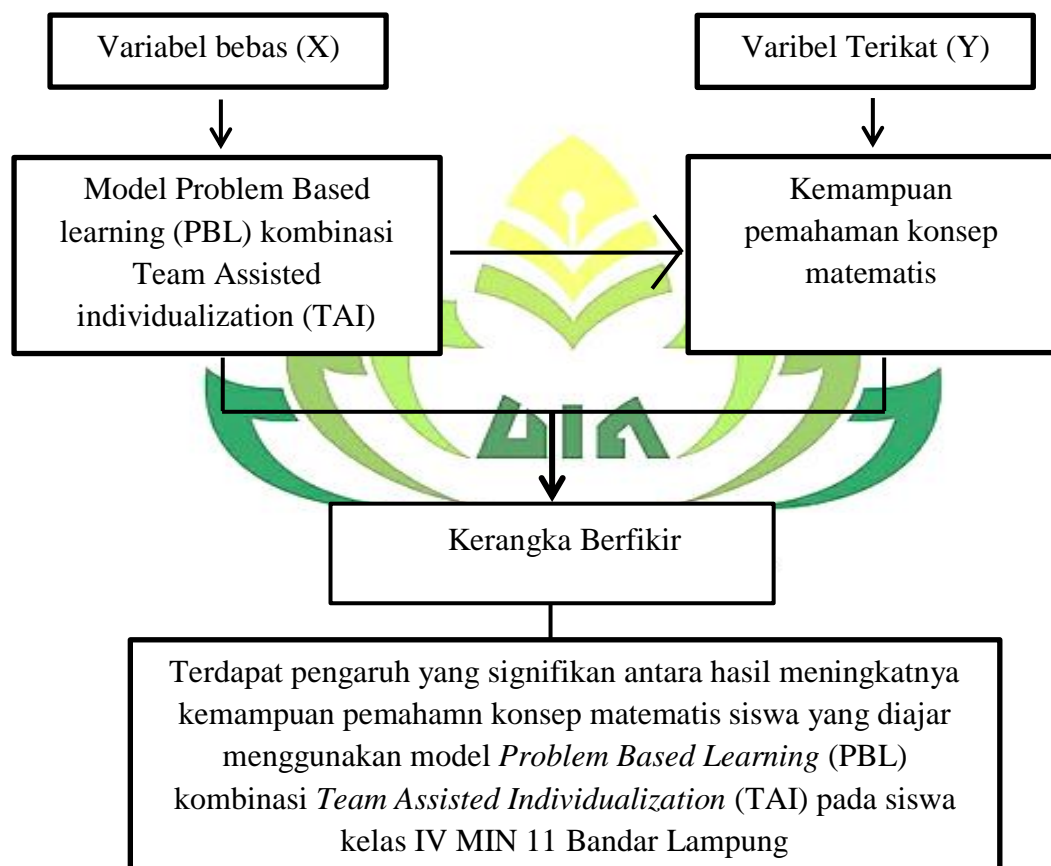 Variabel bebas (X)
Varibel Terikat (Y)
Model Problem Based
learning (PBL) kombinasi
Team Assisted
individualization (TAI)
Kemampuan
pemahaman konsep
matematis
UIN
Kerangka Berfikir
Terdapat pengaruh yang signifikan antara hasil meningkatnya
kemampuan pemahamn konsep matematis siswa yang diajar
menggunakan model Problem Based Learning (PBL)
kombinasi Team Assisted Individualization (TAI) pada siswa
kelas IV MIN 11 Bandar Lampung